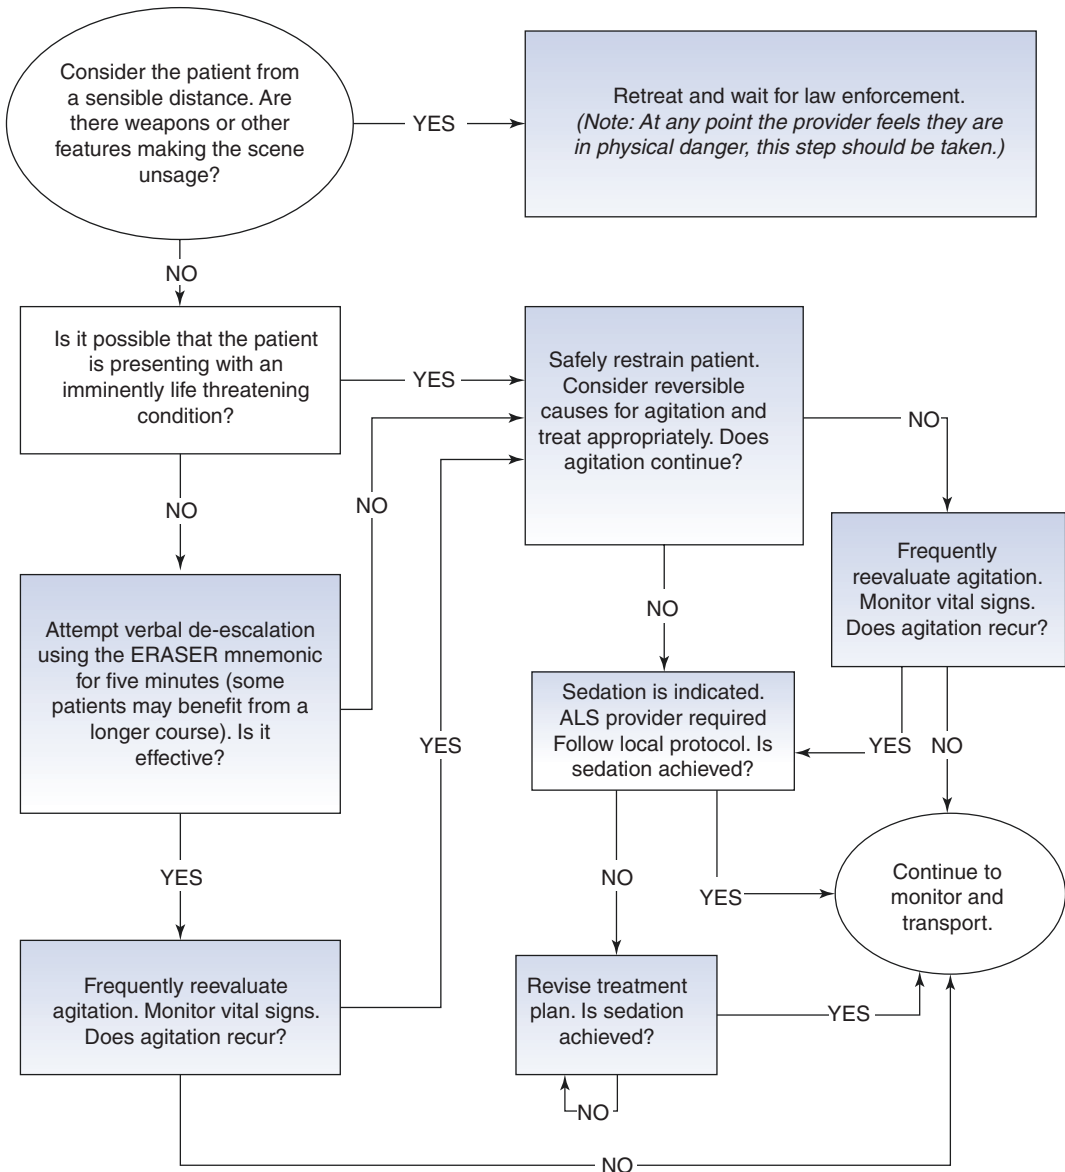 Consider the patient from
a sensible distance. Are
there weapons or other
features making the scene
unsage?
YES
Retreat and wait for law enforcement.
(Note: At any point the provider feels they are
in physical danger, this step should be taken.)
NO
Is it possible that the patient
is presenting with an
imminently life threatening
condition?
YES
Safely restrain patient.
Consider reversible
causes for agitation and
treat appropriately. Does
agitation continue?
NO
NO
NO
Attempt verbal de-escalation
using the ERASER mnemonic
for five minutes (some
patients may benefit from a
longer course). Is it
effective?
NO
Frequently
reevaluate agitation.
Monitor vital signs.
Does agitation recur?
YES
Sedation is indicated.
ALS provider required
Follow local protocol. Is
sedation achieved?
YES
NO
YES
NO
YES
Continue to
monitor and
transport.
Frequently reevaluate
agitation. Monitor vital signs.
Does agitation recur?
Revise treatment
plan. Is sedation
achieved?
YES
NO
NO